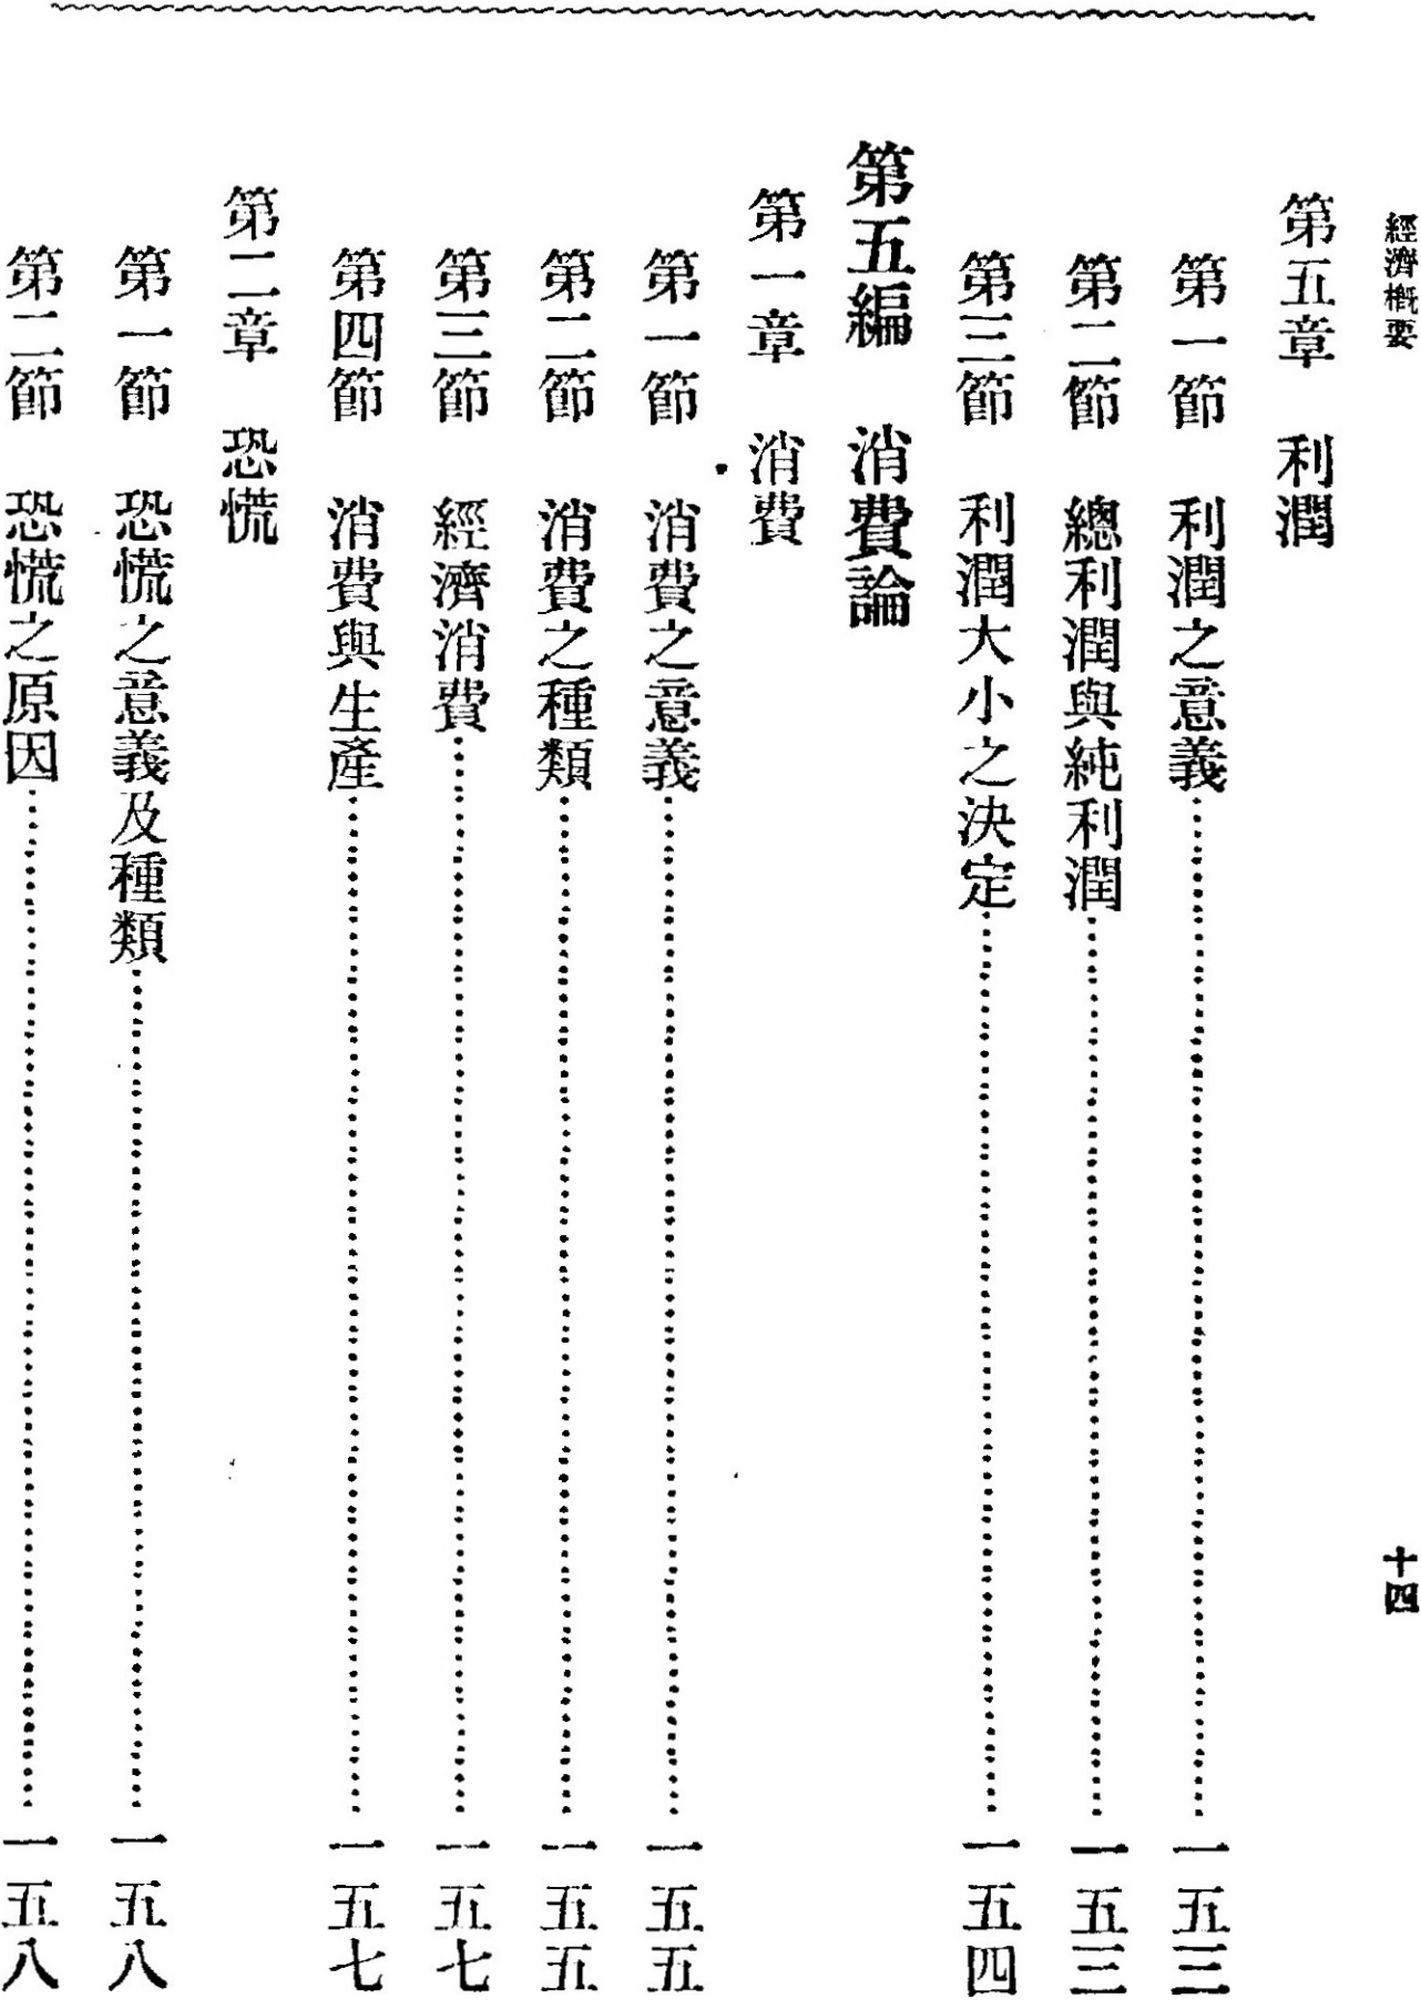 經濟概要
十四
第五章　利潤
第一節　利潤之意義……一五三
第二節　總利潤與純利潤……一五三
第三節　利潤大小之決定……一五四
第五編　消費論
第一章　消費
第一節　消費之意義……一五五
第二節　消費之種類……一五五
第三節　經濟消費……一五七
第四節　消費與生產……一五七
第二章　恐慌
第一節　恐慌之意義及種類……一五八
第二節　恐慌之原因……一五八